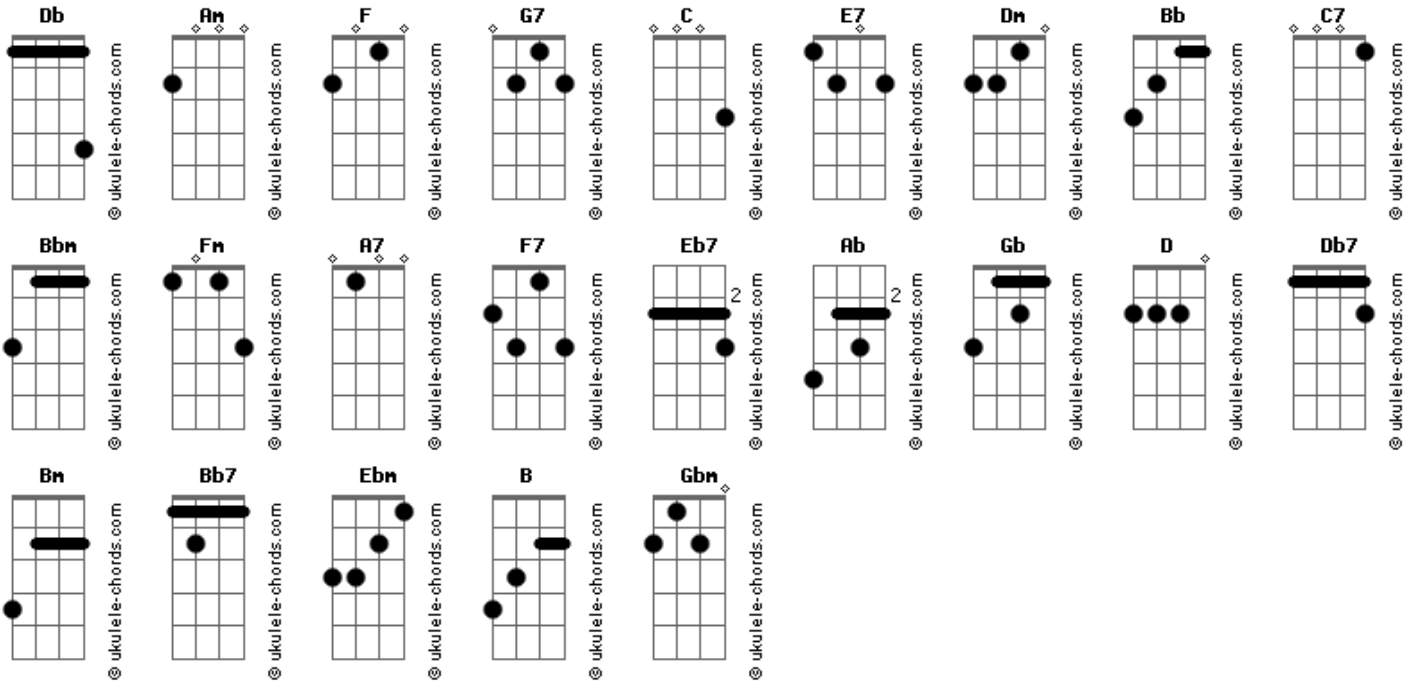 Db Am F G7 C E7 Dm Bb C7
© ukulele-chords.com © ukulele-chords.com © ukulele-chords.com © ukulele-chords.com © ukulele-chords.com © ukulele-chords.com © ukulele-chords.com © ukulele-chords.com © ukulele-chords.com
Bbm Fm A7 F7 Eb7 Ab Gb D Db7
2 2
© ukulele-chords.com © ukulele-chords.com © ukulele-chords.com © ukulele-chords.com © ukulele-chords.com © ukulele-chords.com © ukulele-chords.com © ukulele-chords.com © ukulele-chords.com
Bm Bb7 Ebm B Gbm
© ukulele-chords.com © ukulele-chords.com © ukulele-chords.com © ukulele-chords.com © ukulele-chords.com